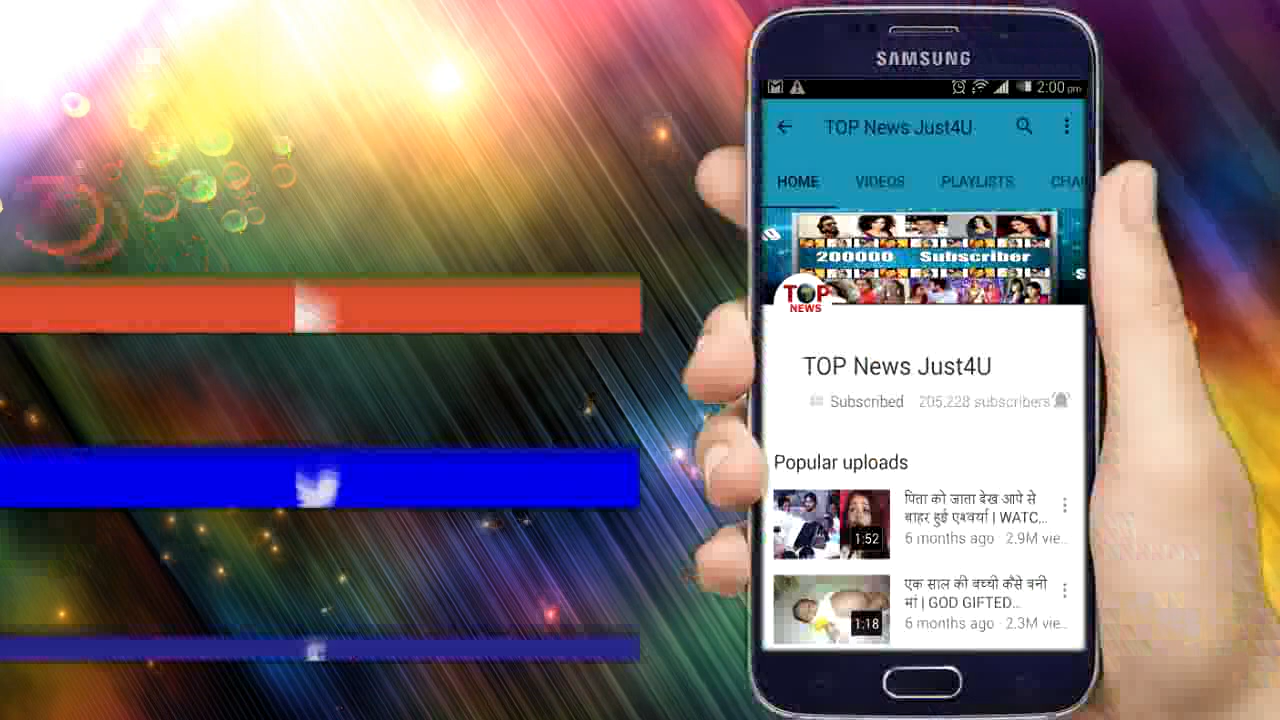 SAMSUNG
2:00 pm
TOP News Just4U
HOME VIDEOS PLAYLISTS CHA
200000 Subscriber
TOP
NEWS
TOP News Just4U
Subscribed 205,228 subscribers
Popular uploads
पिता को जाता देख आपे से
बाहर हुई एश्वर्या | WATC...
6 months ago · 2.9M vie...
1:52
एक साल की बच्ची कैसे बनी
मां | GOD GIFTED...
6 months ago · 2.3M vie...
1:18